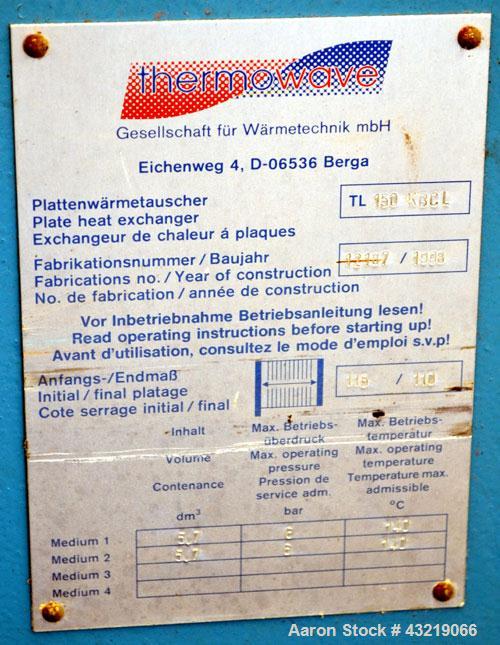 thermowave
Gesellschaft für Wärmetechnik mbH
Eichenweg 4, D-06536 Berga
Plattenwärmetauscher
Plate heat exchanger
Exchangeur de chaleur á plaques
TL 150 KBCL
Fabrikationsnummer / Baujahr
Fabrications no. / Year of construction
No. de fabrication / année de construction
/
Vor Inbetriebnahme Betriebsanleitung lesen!
Read operating instructions before starting up!
Avant d'utilisation, consultez le mode d'emploi s.v.p!
Anfangs-/Endmaß
Initial / final platage
Cote serrage initial / final
116 / 110
Inhalt
Volume
Contenance
dm³
Max. Betriebs-
überdruck
Max. operating
pressure
Pression de
service adm.
bar
Max. Betriebs-
temperatur
Max. operating
temperature
Temperature max.
admissible
°C
Medium 1 5,7 6 140
Medium 2 5,7 6 140
Medium 3
Medium 4
Aaron Stock # 43219066